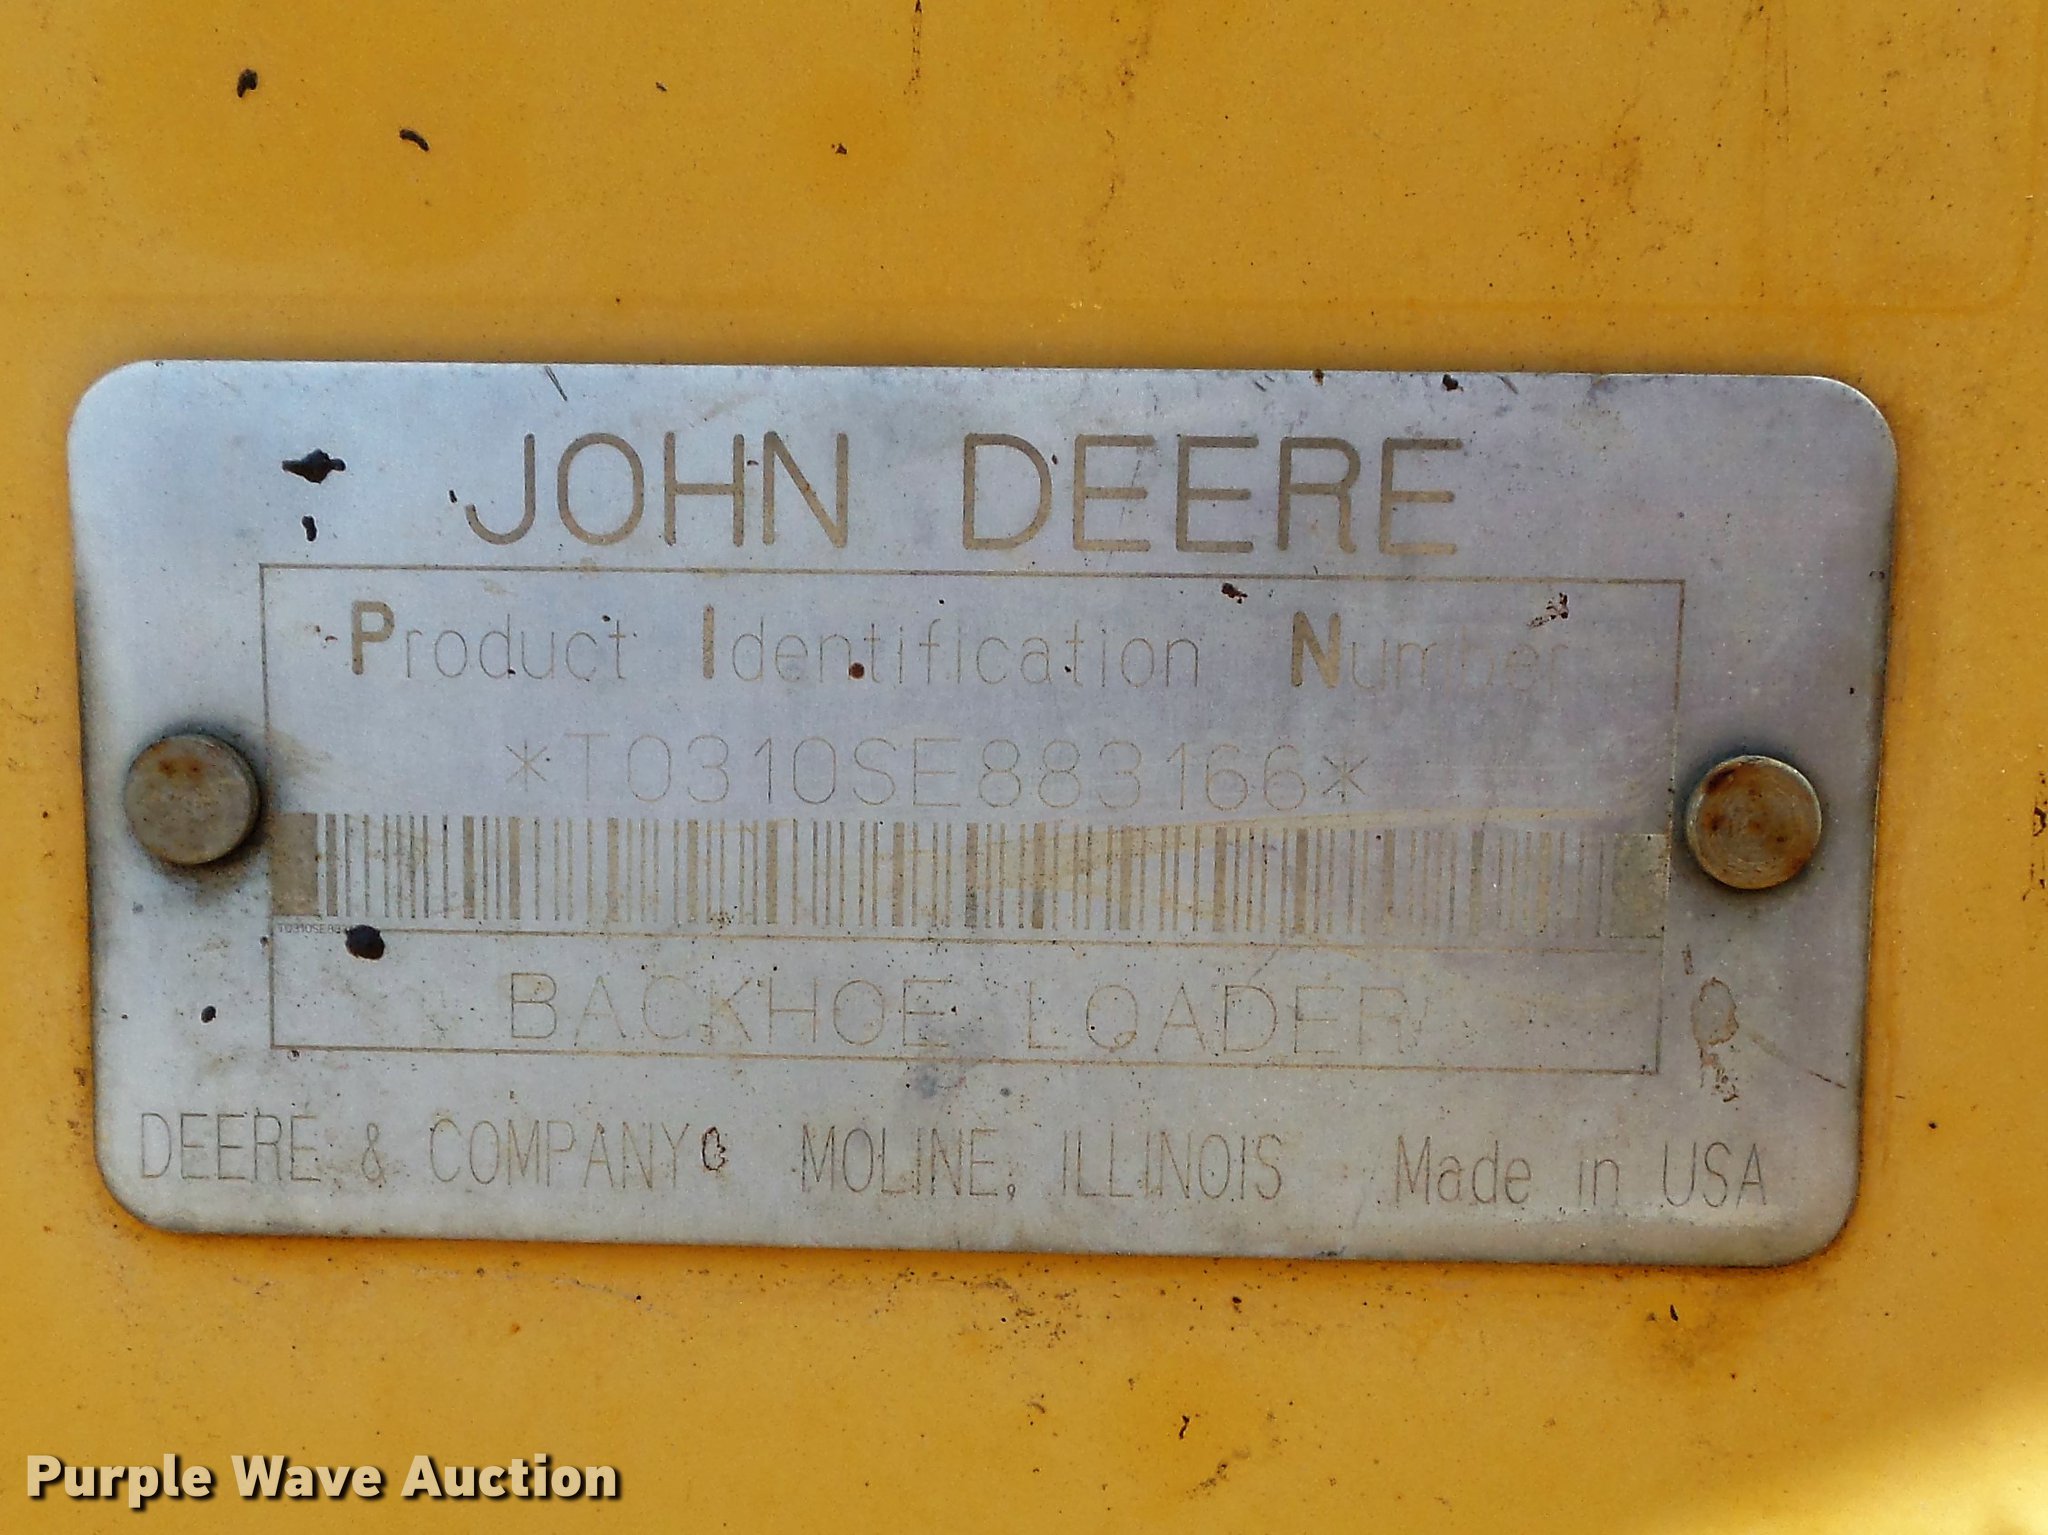 JOHN DEERE
Product Identification Number
*T0310SE883166*
BACKHOE LOADER
DEERE & COMPANY MOLINE, ILLINOIS Made in USA
Purple Wave Auction